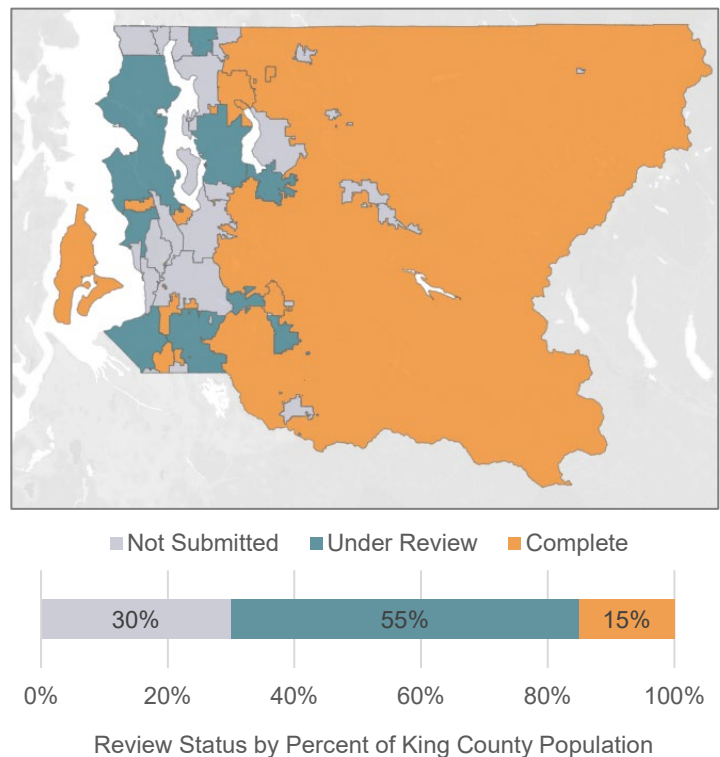 Not Submitted Under Review Complete
30% 55% 15%
0% 20% 40% 60% 80% 100%
Review Status by Percent of King County Population